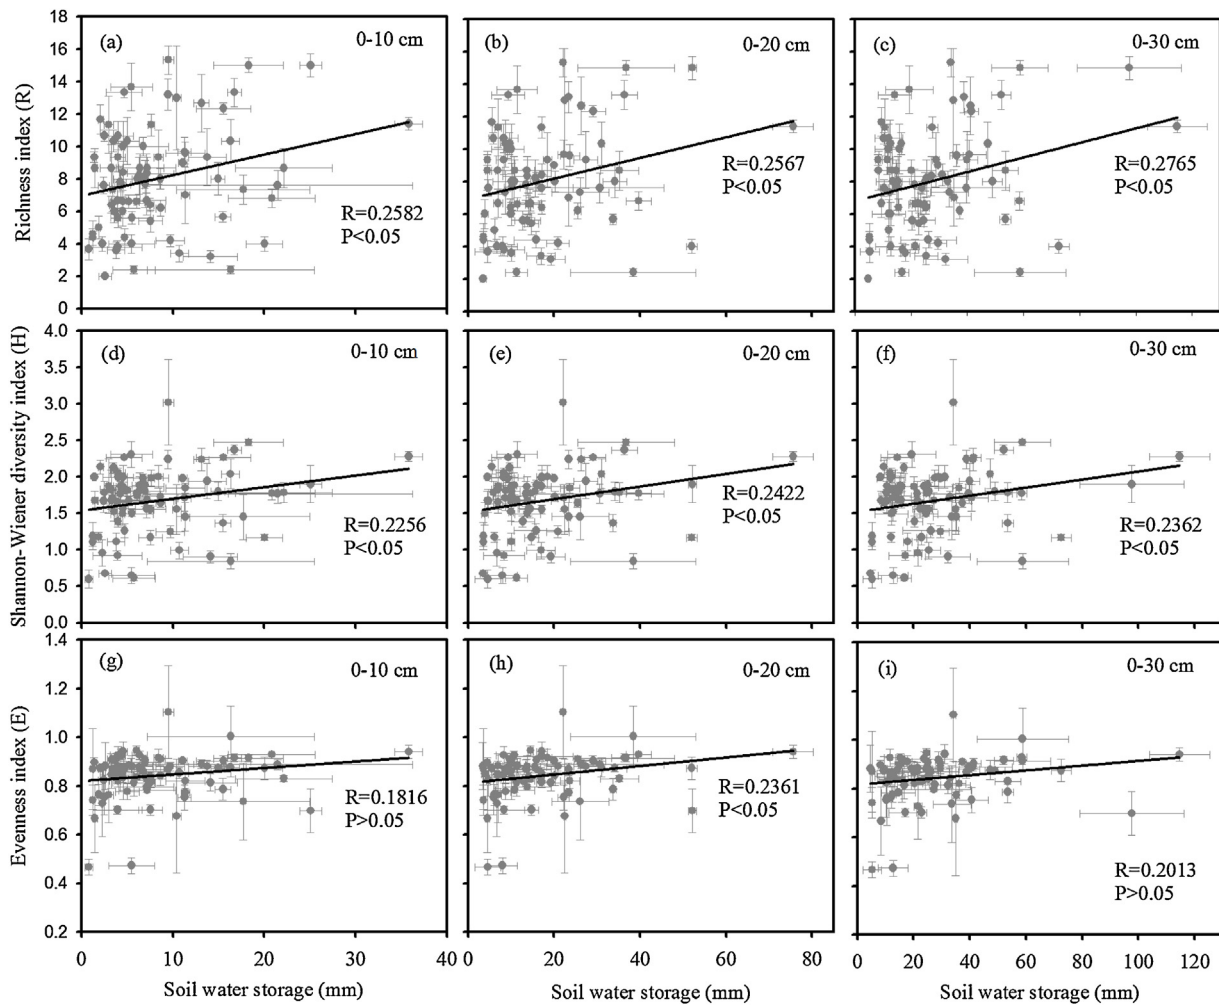 (a)
0-10 cm
R=0.2582
P<0.05
18
16
14
12
10
8
6
4
2
0
Richness index (R)
(b)
0-20 cm
R=0.2567
P<0.05
(c)
0-30 cm
R=0.2765
P<0.05
(d)
0-10 cm
R=0.2256
P<0.05
4.0
3.5
3.0
2.5
2.0
1.5
1.0
0.5
0.0
Shannon-Wiener diversity index (H)
(e)
0-20 cm
R=0.2422
P<0.05
(f)
0-30 cm
R=0.2362
P<0.05
(g)
0-10 cm
R=0.1816
P>0.05
1.4
1.2
1.0
0.8
0.6
0.4
0.2
Evenness index (E)
0 10 20 30 40
Soil water storage (mm)
(h)
0-20 cm
R=0.2361
P<0.05
0 20 40 60 80
Soil water storage (mm)
(i)
0-30 cm
R=0.2013
P>0.05
0 20 40 60 80 100 120
Soil water storage (mm)